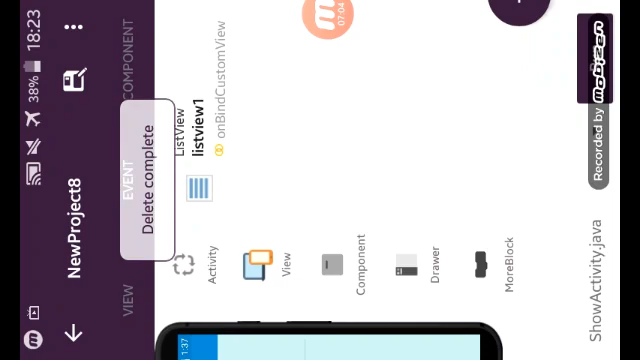 18:23
38%
NewProject8
VIEW
EVENT
COMPONENT
Delete complete
ListView
listview1
onBindCustomView
Activity
View
Component
Drawer
MoreBlock
07:04
ShowActivity.java
Recorded by MOBIZEN
1:37